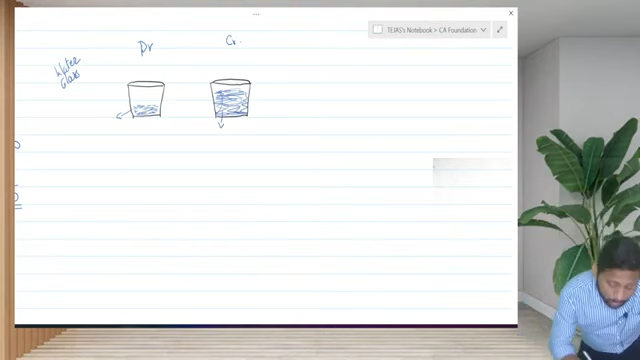 TEJAS's Notebook > CA Foundation
Dr
Cr.
Water
Glass